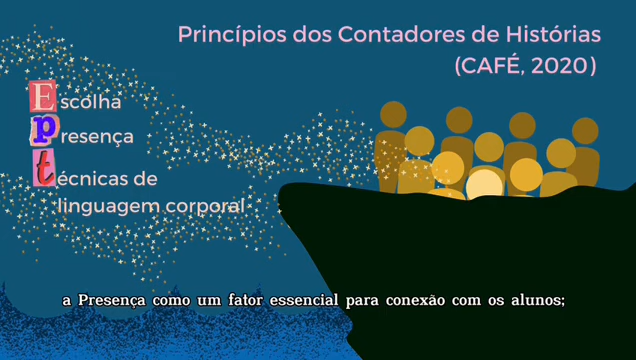 Princípios dos Contadores de Histórias
(CAFÉ, 2020)
Escolha
Presença
técnicas de
linguagem corporal
a Presença como um fator essencial para conexão com os alunos;